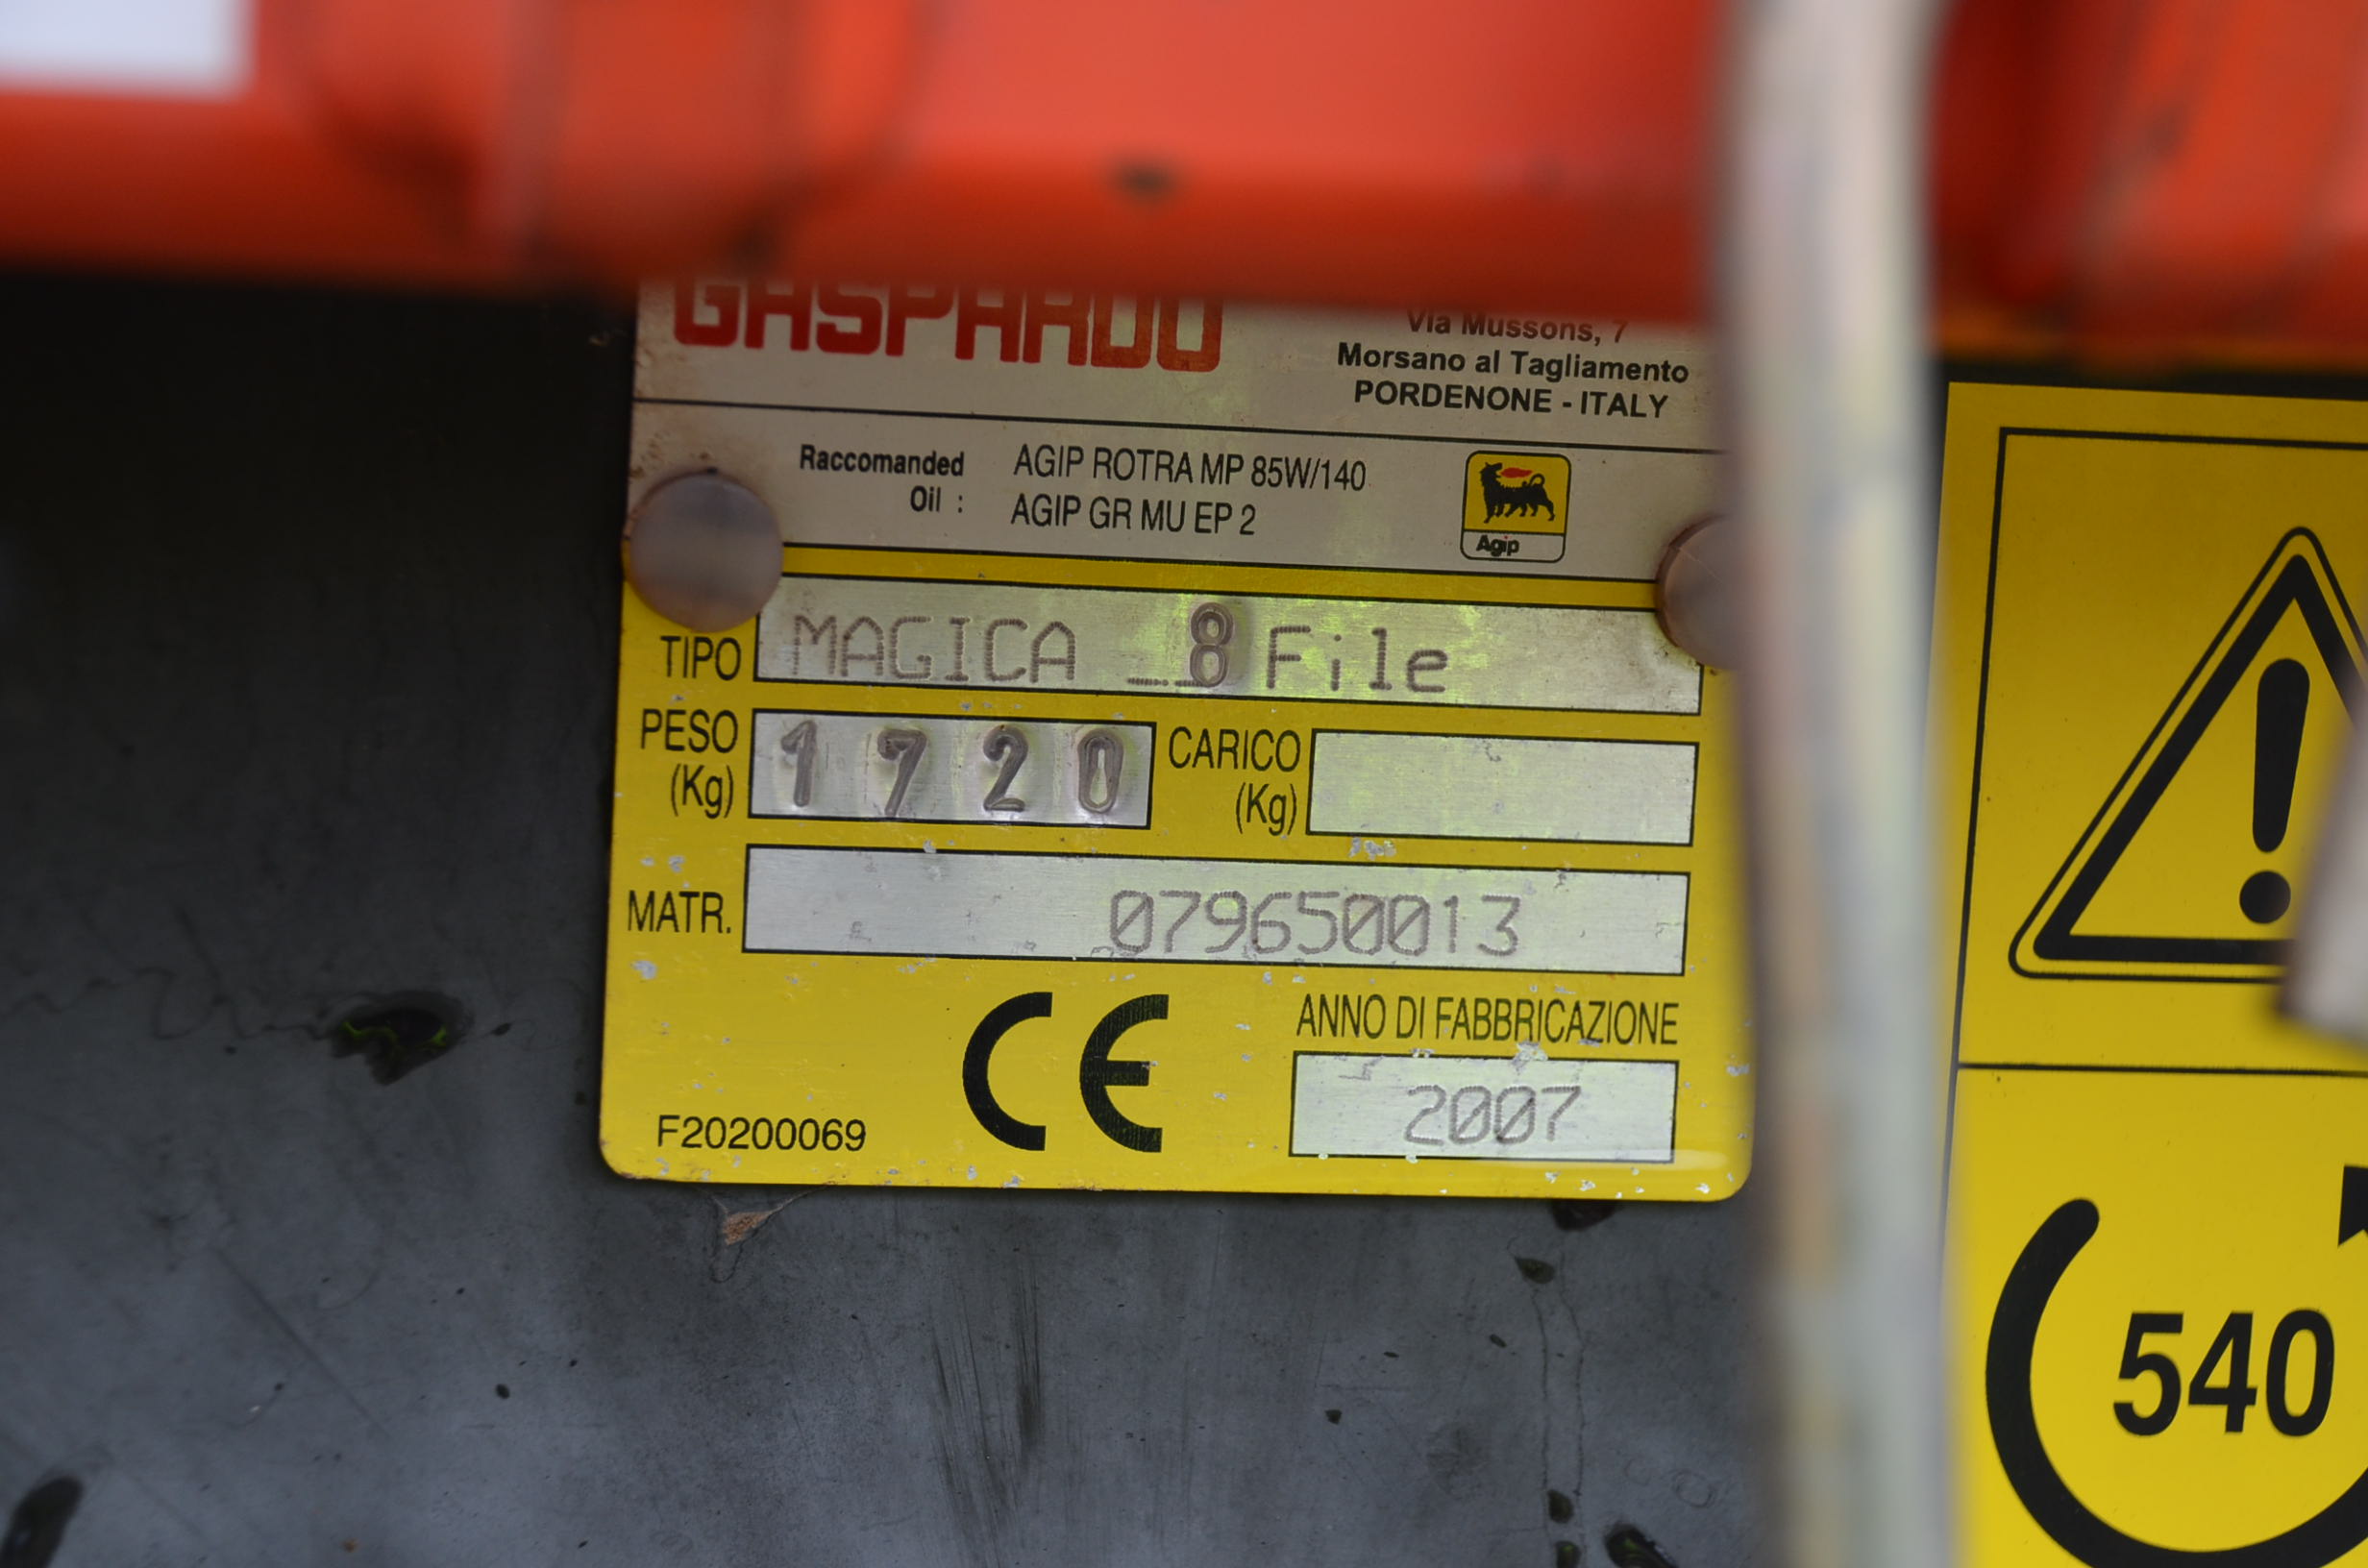 GASPARDO
Via Mussons, 7
Morsano al Tagliamento
PORDENONE - ITALY
Raccomanded Oil :
AGIP ROTRA MP 85W/140
AGIP GR MU EP 2
Agip
TIPO MAGICA __8 File
PESO (Kg) 1720 CARICO (Kg)
MATR. 079650013
CE
ANNO DI FABBRICAZIONE
2007
F20200069
540